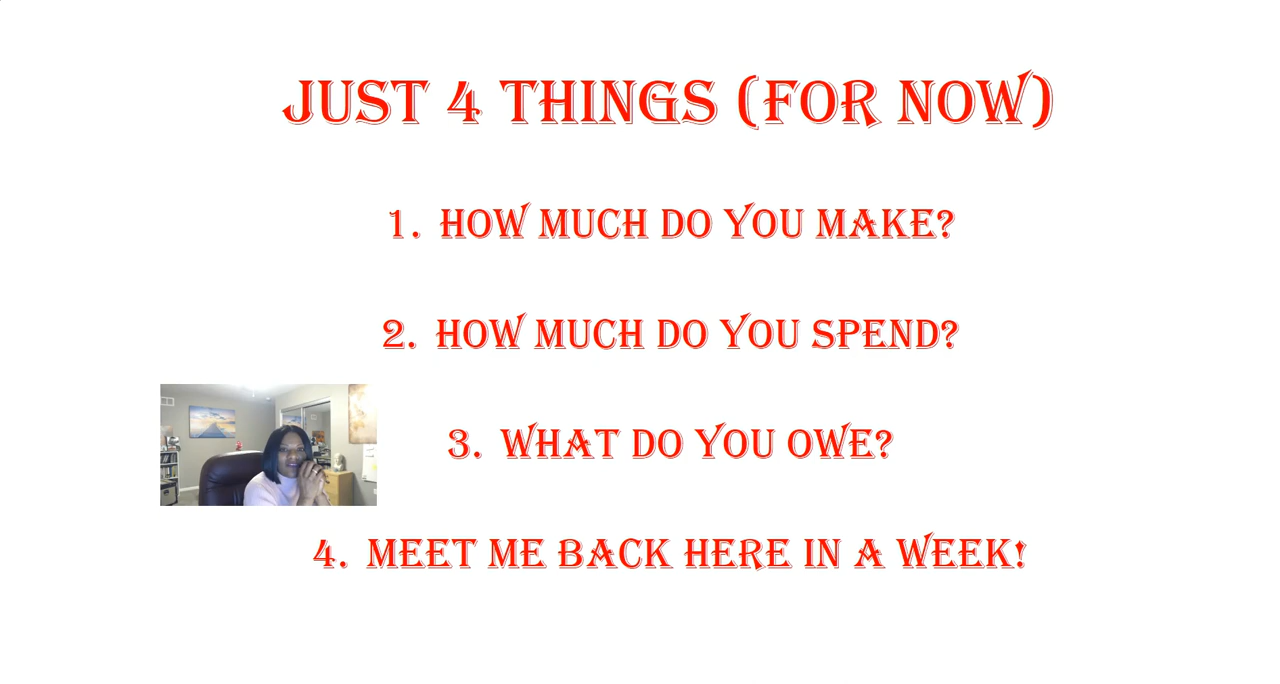 JUST 4 THINGS (FOR NOW)
1. HOW MUCH DO YOU MAKE?
2. HOW MUCH DO YOU SPEND?
3. WHAT DO YOU OWE?
4. MEET ME BACK HERE IN A WEEK!